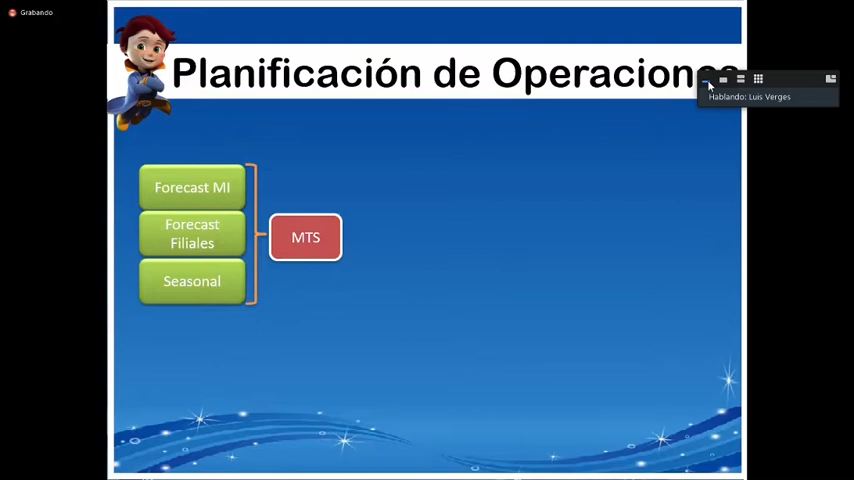 Grabando
Planificación de Operaciones
Hablando: Luis Verges
Forecast MI
Forecast
Filiales
Seasonal
MTS